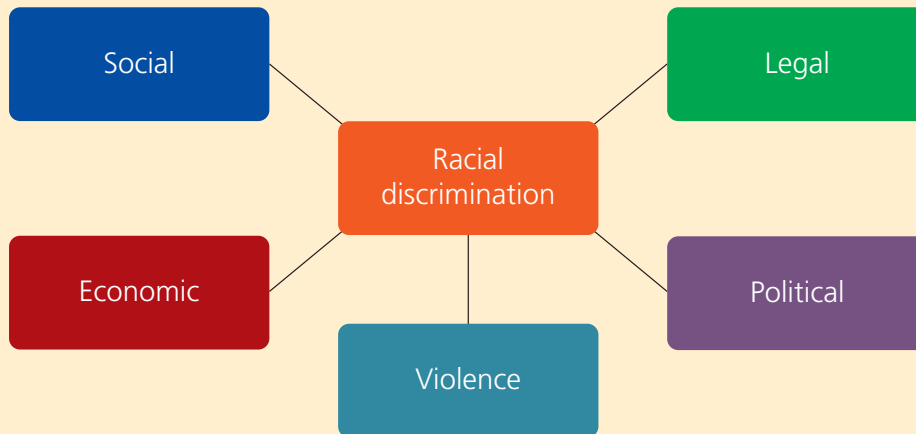 Social
Legal
Racial
discrimination
Economic
Political
Violence